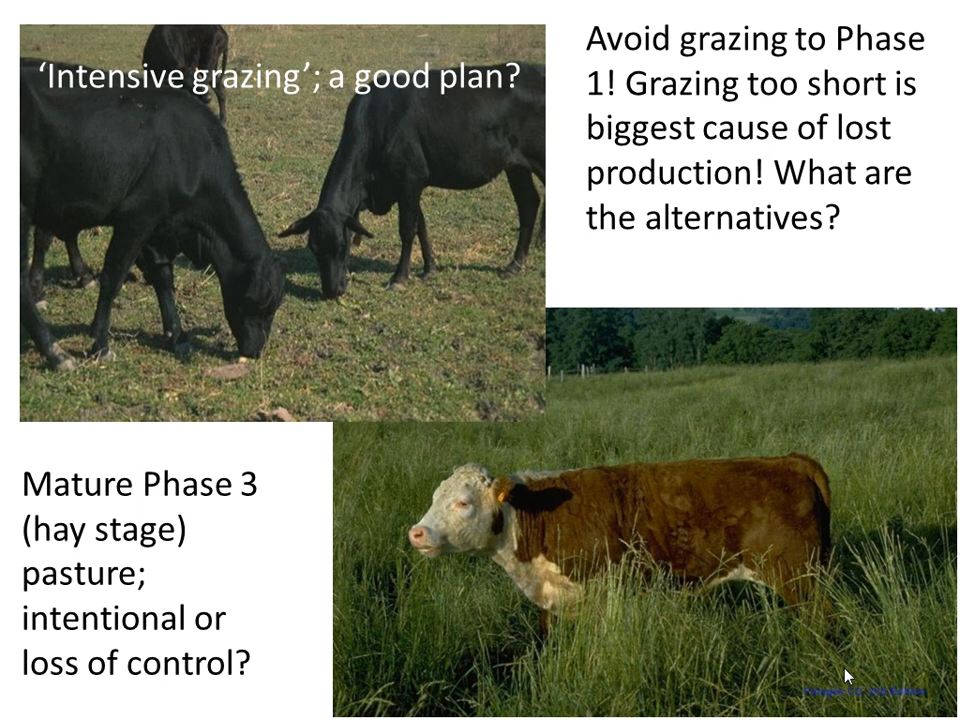 ‘Intensive grazing’; a good plan?
Avoid grazing to Phase
1! Grazing too short is
biggest cause of lost
production! What are
the alternatives?
Mature Phase 3
(hay stage)
pasture;
intentional or
loss of control?